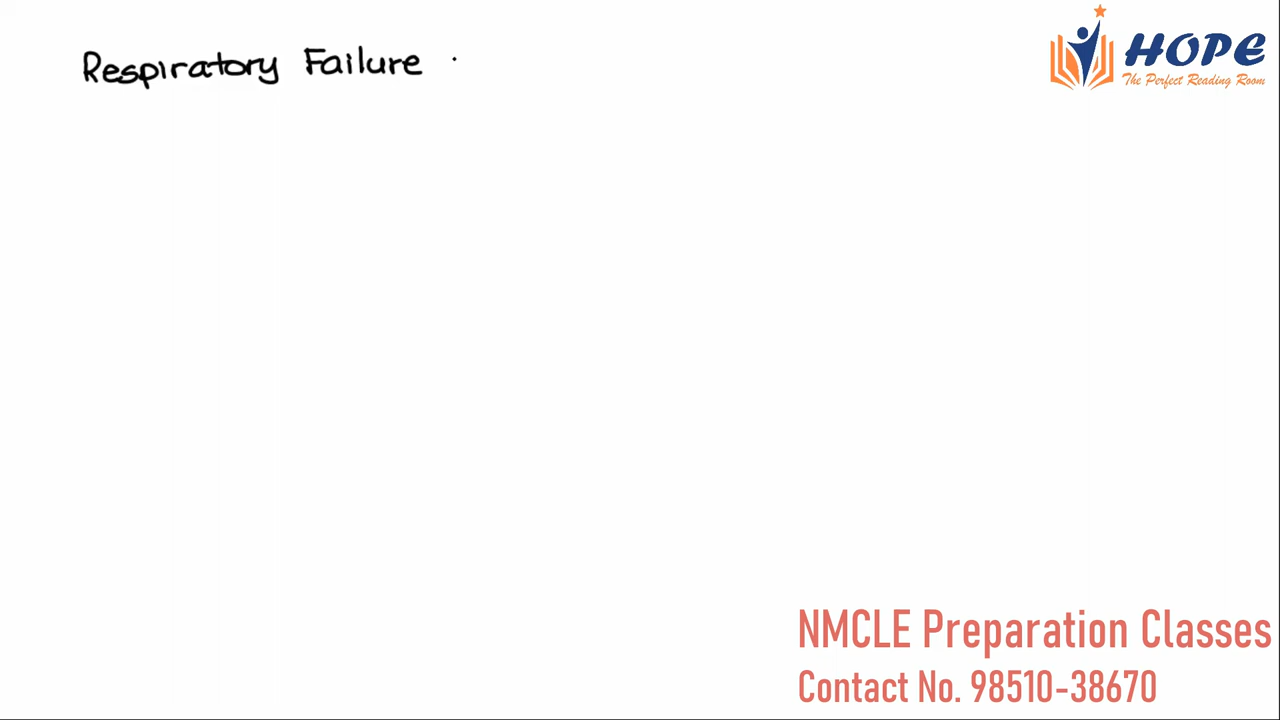 Respiratory Failure
HOPE
The Perfect Reading Room
NMCLE Preparation Classes
Contact No. 98510-38670